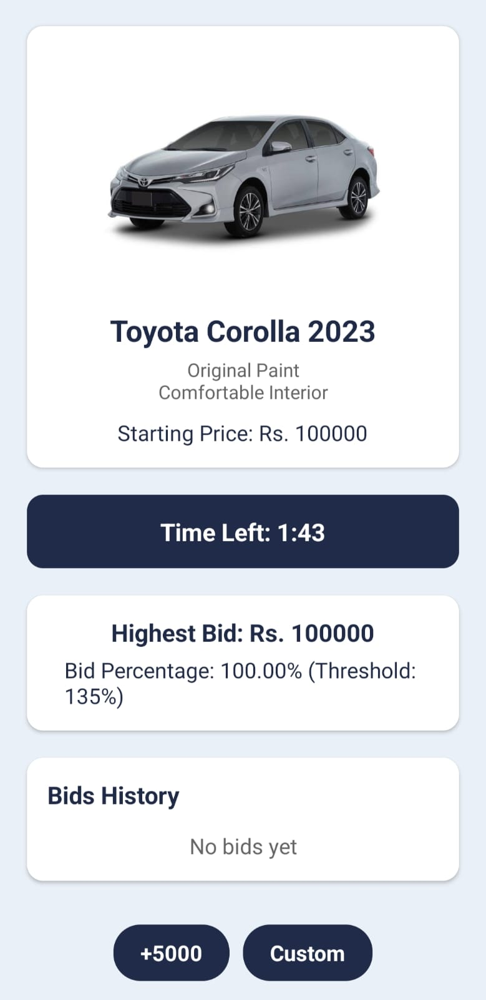 Toyota Corolla 2023
Original Paint
Comfortable Interior
Starting Price: Rs. 100000
Time Left: 1:43
Highest Bid: Rs. 100000
Bid Percentage: 100.00% (Threshold:
135%)
Bids History
No bids yet
+5000
Custom